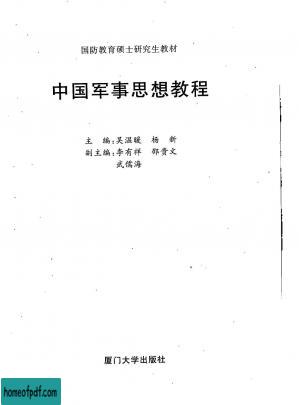 国防教育硕士研究生教材
中国军事思想教程
主 编:吴温暖 杨 新
副主编:李有祥 邵贵文
武儒海
厦门大学出版社
homeofpdf.com